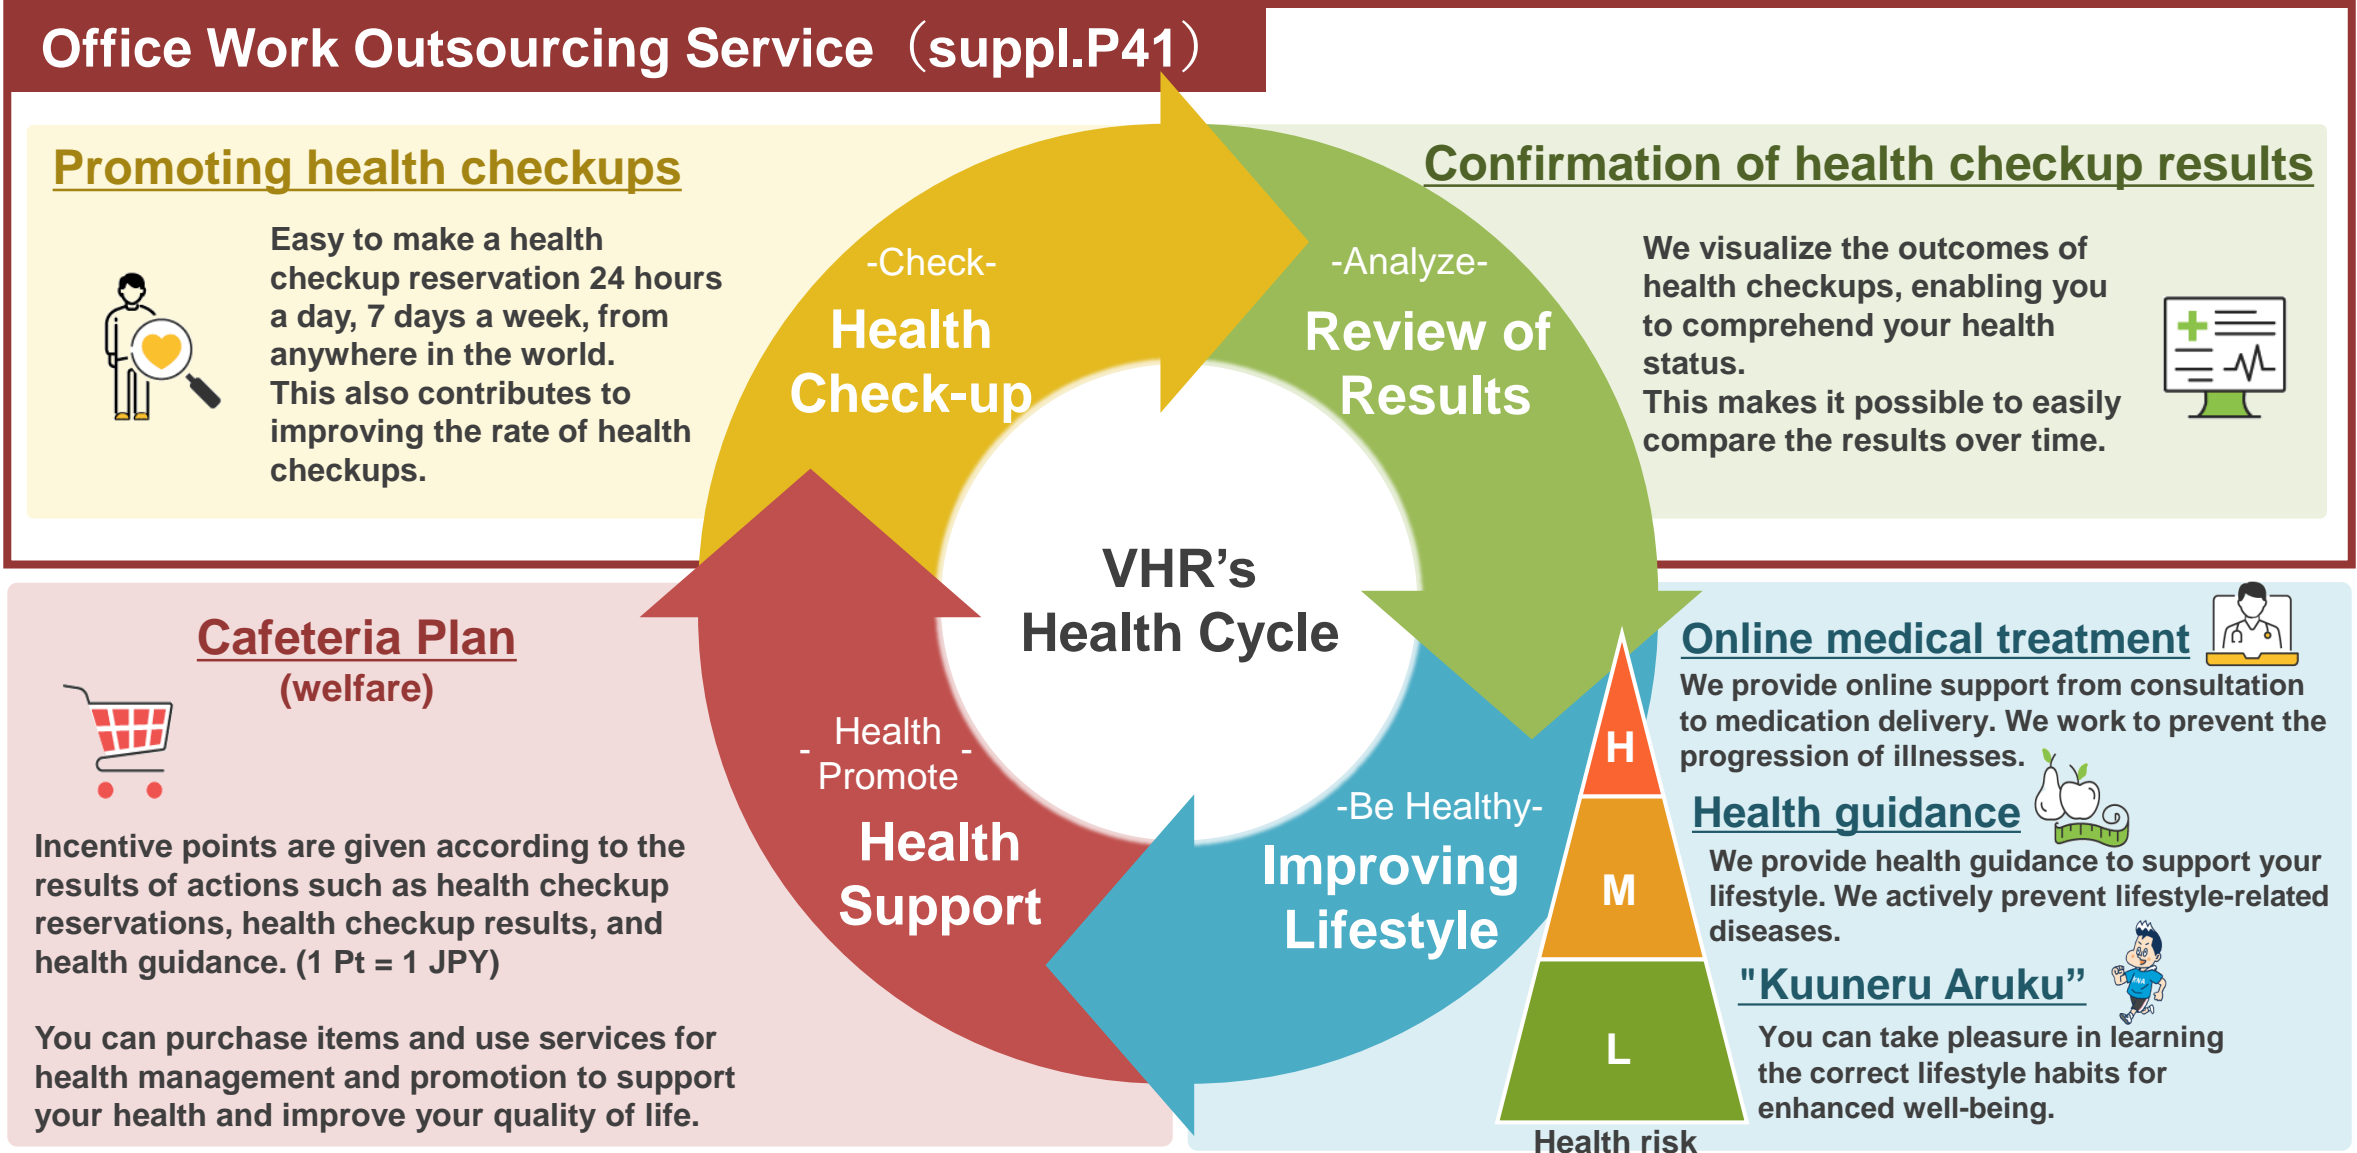 Office Work Outsourcing Service（suppl.P41）
Promoting health checkups
Easy to make a health
checkup reservation 24 hours
a day, 7 days a week, from
anywhere in the world.
This also contributes to
improving the rate of health
checkups.
-Check-
Health
Check-up
-Analyze-
Review of
Results
Confirmation of health checkup results
We visualize the outcomes of
health checkups, enabling you
to comprehend your health
status.
This makes it possible to easily
compare the results over time.
VHR’s
Health Cycle
Cafeteria Plan
(welfare)
Incentive points are given according to the
results of actions such as health checkup
reservations, health checkup results, and
health guidance. (1 Pt = 1 JPY)
You can purchase items and use services for
health management and promotion to support
your health and improve your quality of life.
- Health -
Promote
Health
Support
-Be Healthy-
Improving
Lifestyle
H
M
L
Health risk
Online medical treatment
We provide online support from consultation
to medication delivery. We work to prevent the
progression of illnesses.
Health guidance
We provide health guidance to support your
lifestyle. We actively prevent lifestyle-related
diseases.
"Kuuneru Aruku”
You can take pleasure in learning
the correct lifestyle habits for
enhanced well-being.